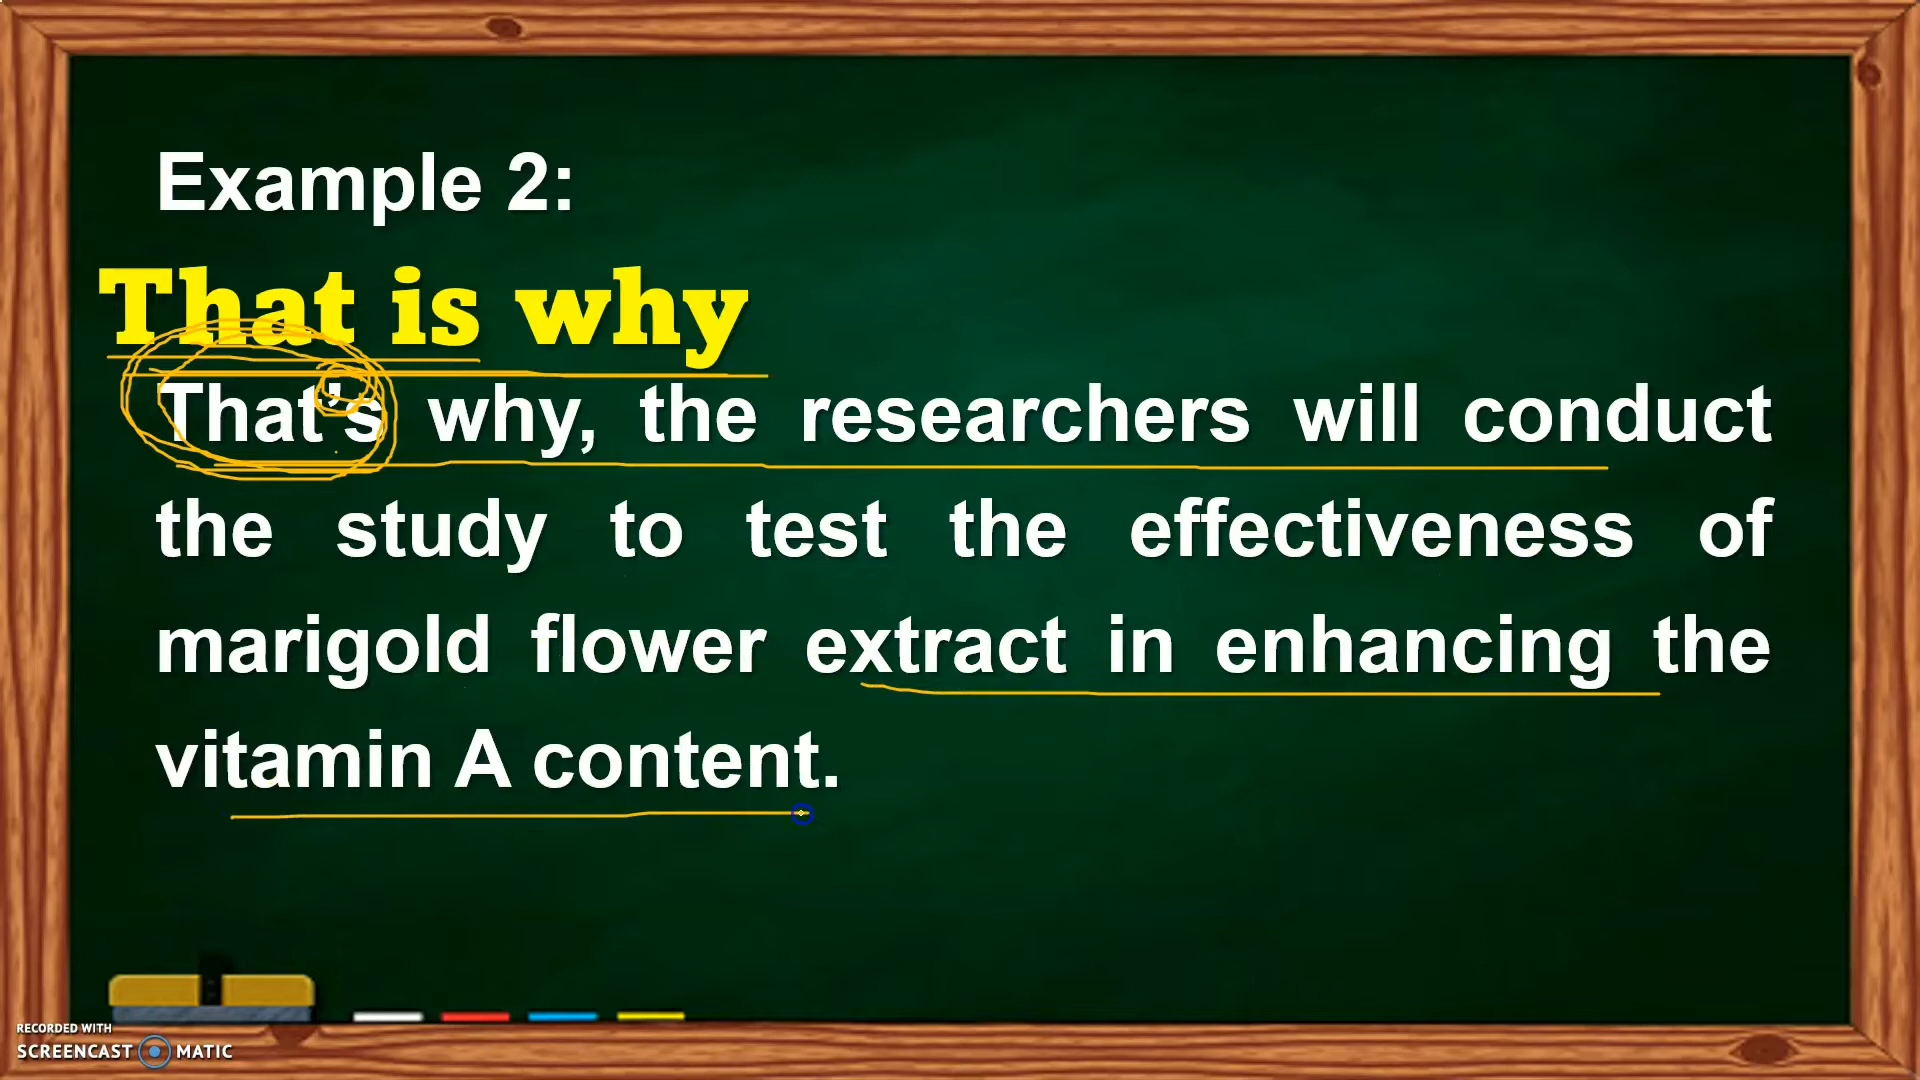 Example 2:
That is why
That's why, the researchers will conduct
the study to test the effectiveness of
marigold flower extract in enhancing the
vitamin A content.
RECORDED WITH
SCREENCAST MATIC